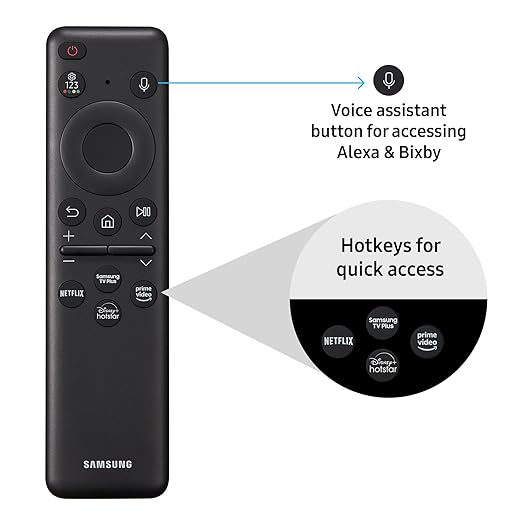 123
Voice assistant
button for accessing
Alexa & Bixby
+
−
Samsung
TV Plus
NETFLIX
prime
video
Disney+
hotstar
Hotkeys for
quick access
Samsung
TV Plus
NETFLIX
prime
video
Disney+
hotstar
SAMSUNG